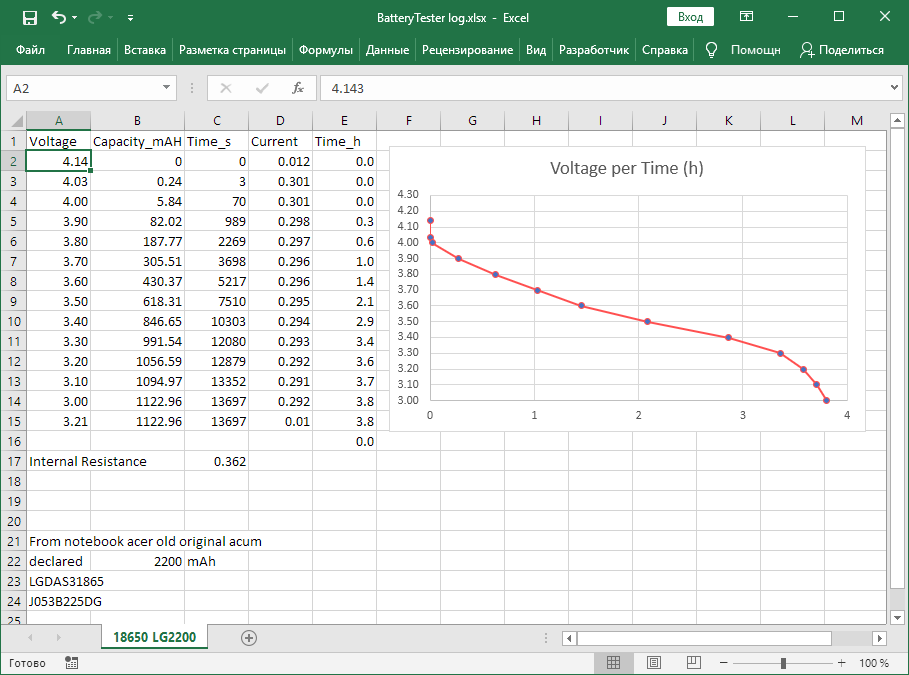 BatteryTester log.xlsx - Excel
Вход
Файл Главная Вставка Разметка страницы Формулы Данные Рецензирование Вид Разработчик Справка Помощн Поделиться
A2 fx 4.143
A B C D E F G H I J K L M
1 Voltage Capacity_mAH Time_s Current Time_h
2 4.14 0 0 0.012 0.0
3 4.03 0.24 3 0.301 0.0
4 4.00 5.84 70 0.301 0.0
5 3.90 82.02 989 0.298 0.3
6 3.80 187.77 2269 0.297 0.6
7 3.70 305.51 3698 0.296 1.0
8 3.60 430.37 5217 0.296 1.4
9 3.50 618.31 7510 0.295 2.1
10 3.40 846.65 10303 0.294 2.9
11 3.30 991.54 12080 0.293 3.4
12 3.20 1056.59 12879 0.292 3.6
13 3.10 1094.97 13352 0.291 3.7
14 3.00 1122.96 13697 0.292 3.8
15 3.21 1122.96 13697 0.01 3.8
16 0.0
17 Internal Resistance 0.362
18
19
20
21 From notebook acer old original acum
22 declared 2200 mAh
23 LGDAS31865
24 J053B225DG
25
Voltage per Time (h)
4.30
4.20
4.10
4.00
3.90
3.80
3.70
3.60
3.50
3.40
3.30
3.20
3.10
3.00
0 1 2 3 4
18650 LG2200
Готово
100 %